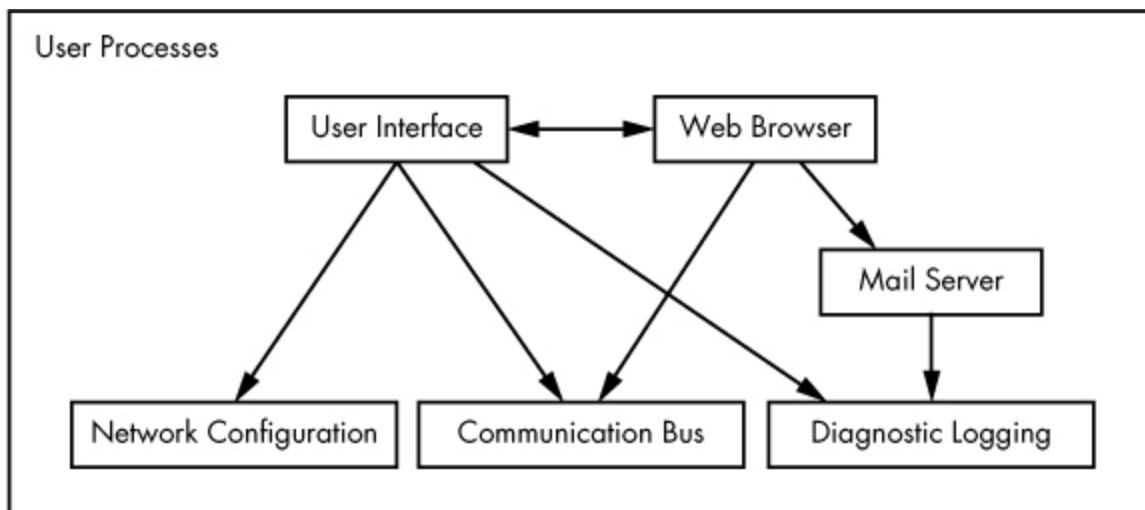 User Processes
User Interface
Web Browser
Mail Server
Network Configuration
Communication Bus
Diagnostic Logging